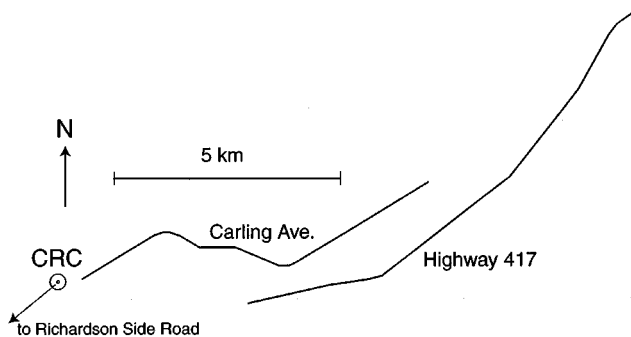 N
5 km
Carling Ave.
CRC
Highway 417
to Richardson Side Road